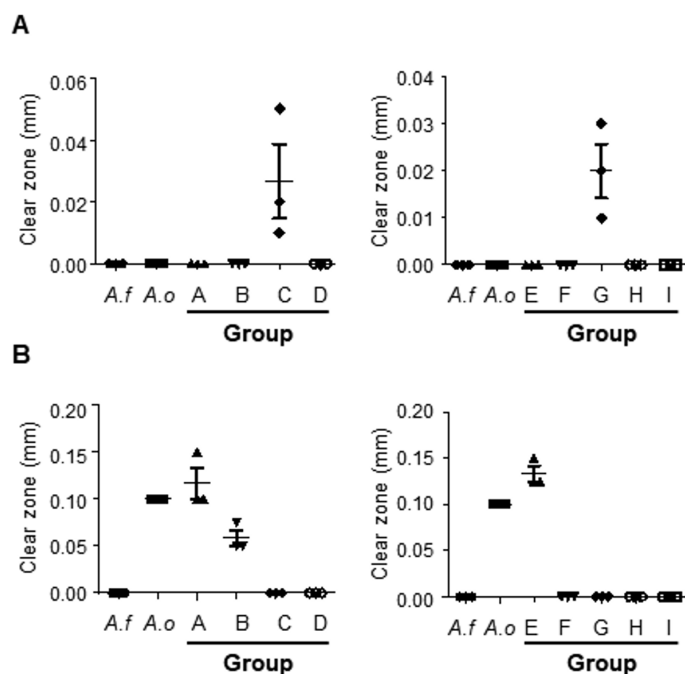 A
Clear zone (mm)
0.06
0.04
0.02
0.00
A.f A.o A B C D
Group
Clear zone (mm)
0.04
0.03
0.02
0.01
0.00
A.f A.o E F G H I
Group
B
Clear zone (mm)
0.20
0.15
0.10
0.05
0.00
A.f A.o A B C D
Group
Clear zone (mm)
0.20
0.15
0.10
0.05
0.00
A.f A.o E F G H I
Group